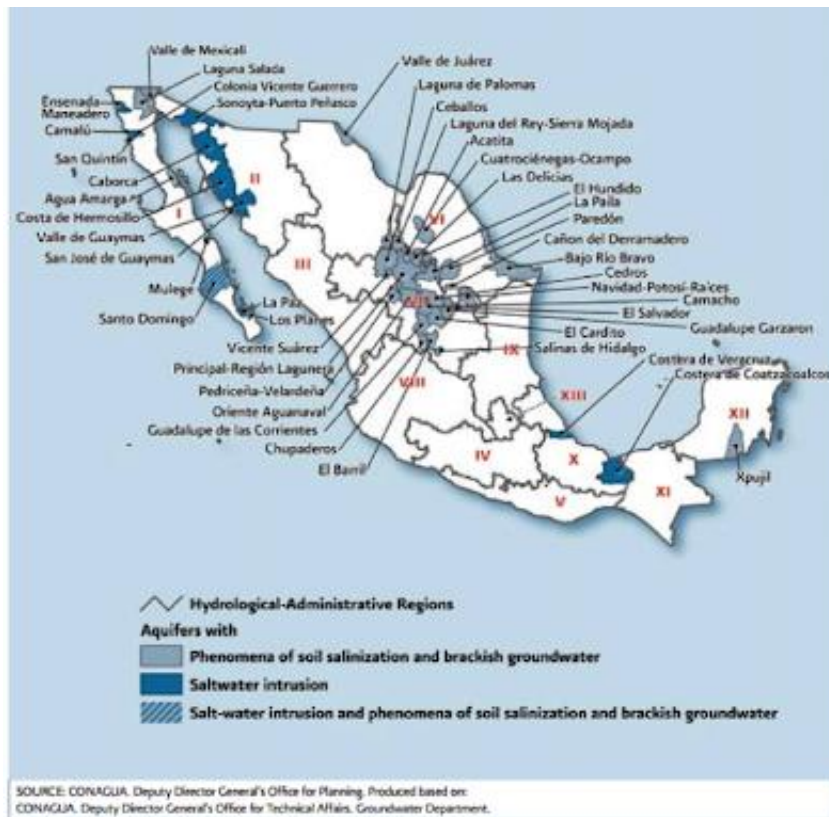 Valle de Mexicali
Laguna Salada
Colonia Vicente Guerrero
Sonoyta-Puerto Peñasco
Ensenada
Maneadero
Camalú
San Quintín
Caborca
Agua Amarga
Costa de Hermosillo
Valle de Guaymas
San José de Guaymas
Mulege
Santo Domingo
La Paz
Los Planes
Vicente Suárez
Principal-Región Lagunera
Pedriceña-Velardeña
Oriente Aguanaval
Guadalupe de las Corrientes
Chupaderos
El Barril
Valle de Juárez
Laguna de Palomas
Ceballos
Laguna del Rey-Sierra Mojada
Acatita
Cuatrociénegas-Ocampo
Las Delicias
El Hundido
La Paila
Paredón
Cañon del Derramadero
Bajo Río Bravo
Cedros
Navidad-Potosí-Raíces
Camacho
El Salvador
Guadalupe Garzaron
El Cardito
Salinas de Hidalgo
Costera de Veracruz
Costera de Coatzacoalcos
Xpujil
I
II
III
VI
VII
VIII
IX
XIII
XII
IV
X
V
XI
Hydrological-Administrative Regions
Aquifers with
Phenomena of soil salinization and brackish groundwater
Saltwater intrusion
Salt-water intrusion and phenomena of soil salinization and brackish groundwater
SOURCE: CONAGUA. Deputy Director General's Office for Planning. Produced based on:
CONAGUA. Deputy Director General's Office for Technical Affairs. Groundwater Department.